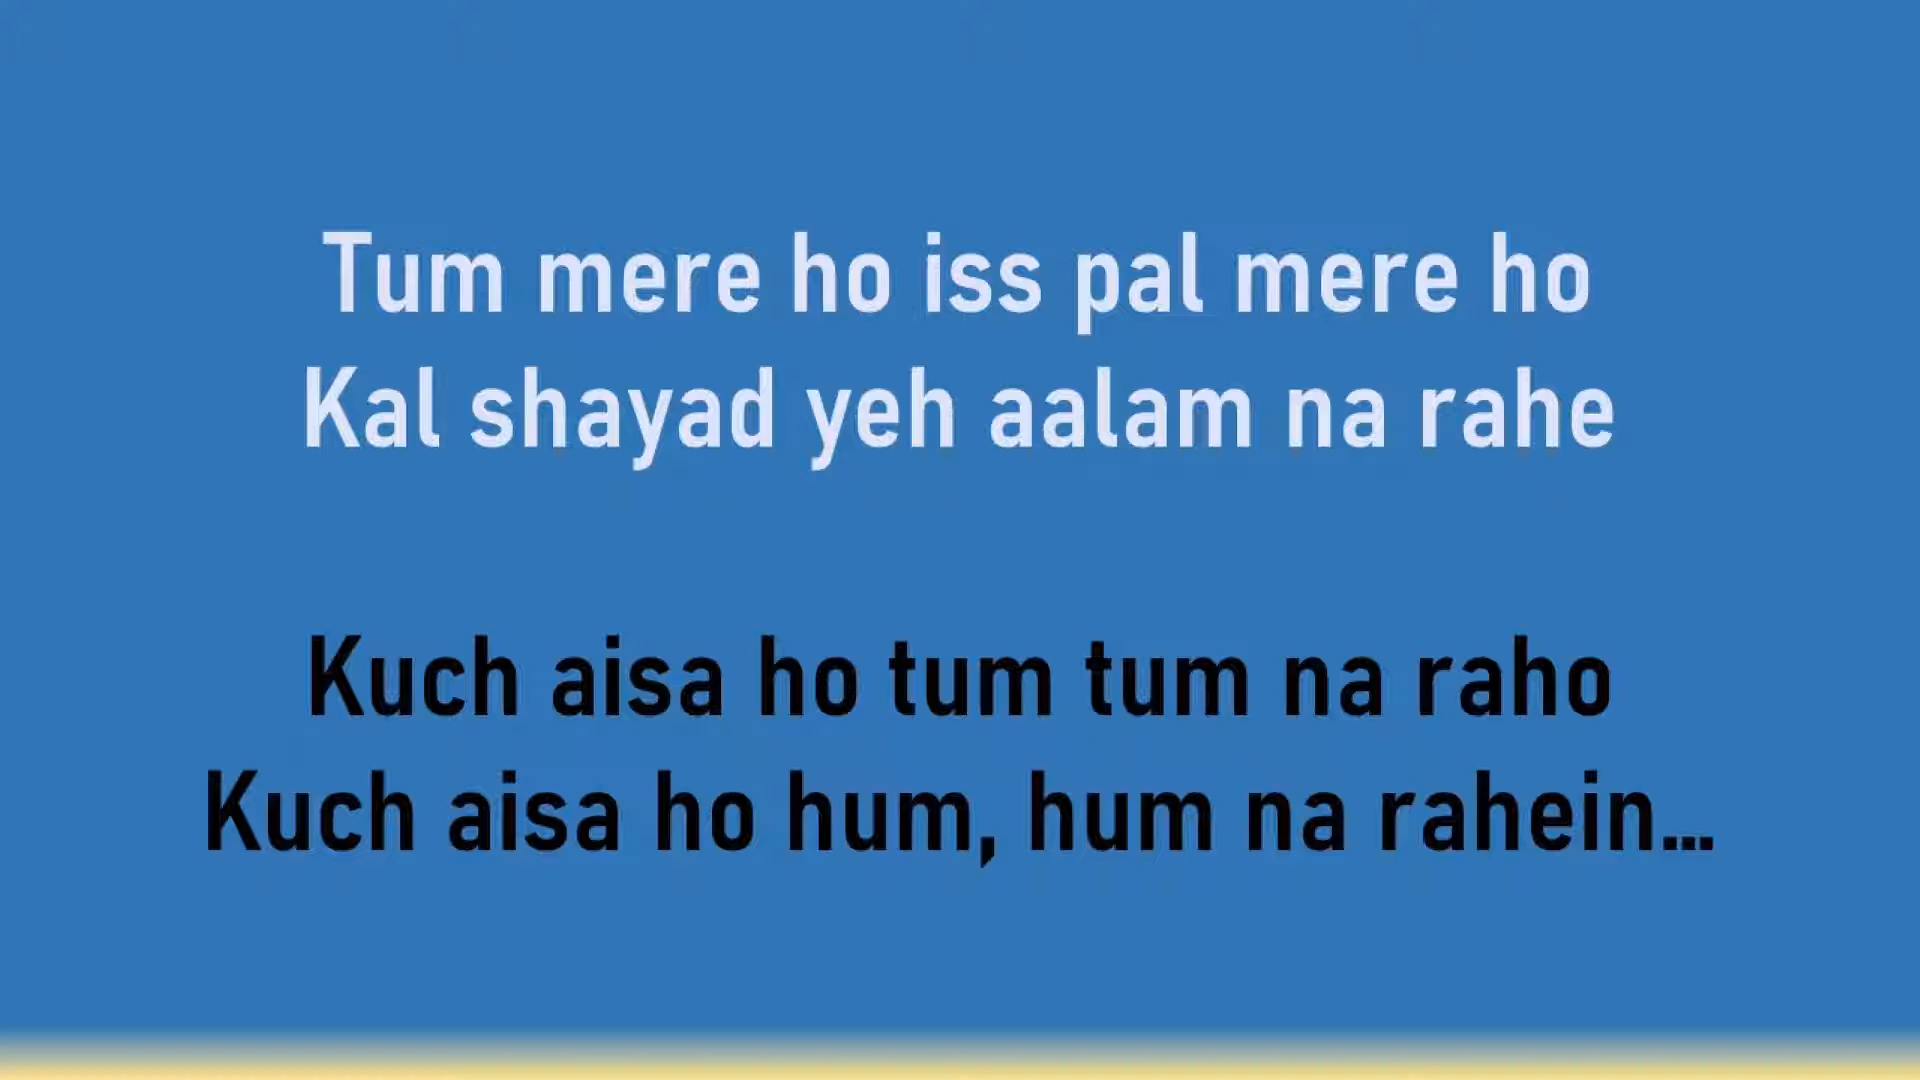 Tum mere ho iss pal mere ho
Kal shayad yeh aalam na rahe
Kuch aisa ho tum tum na raho
Kuch aisa ho hum, hum na rahein...